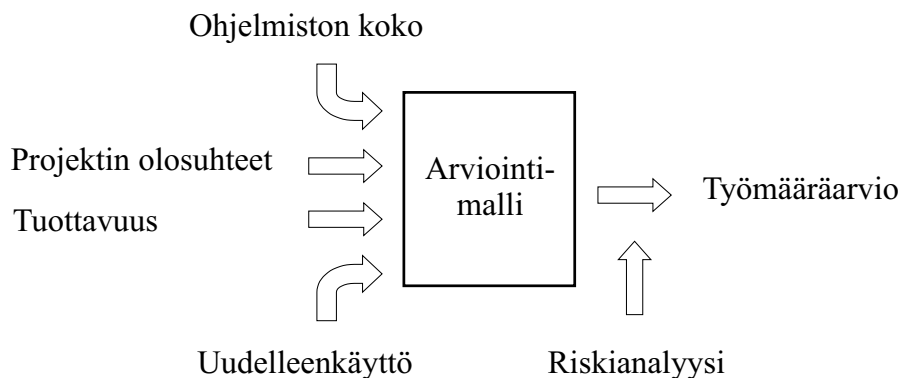 Ohjelmiston koko
Projektin olosuhteet
Arviointi-
malli
Työmääräarvio
Tuottavuus
Uudelleenkäyttö
Riskianalyysi